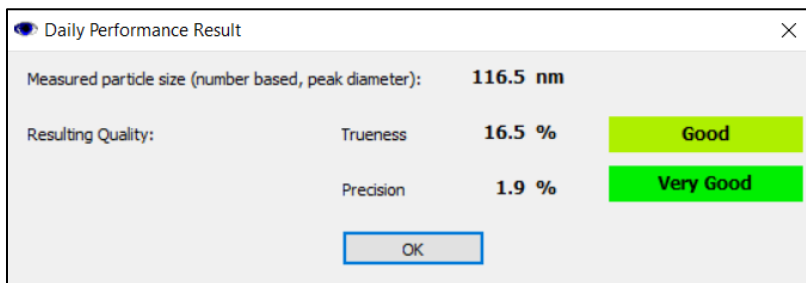 Daily Performance Result
Measured particle size (number based, peak diameter): 116.5 nm
Resulting Quality: Trueness 16.5 % Good
Precision 1.9 % Very Good
OK